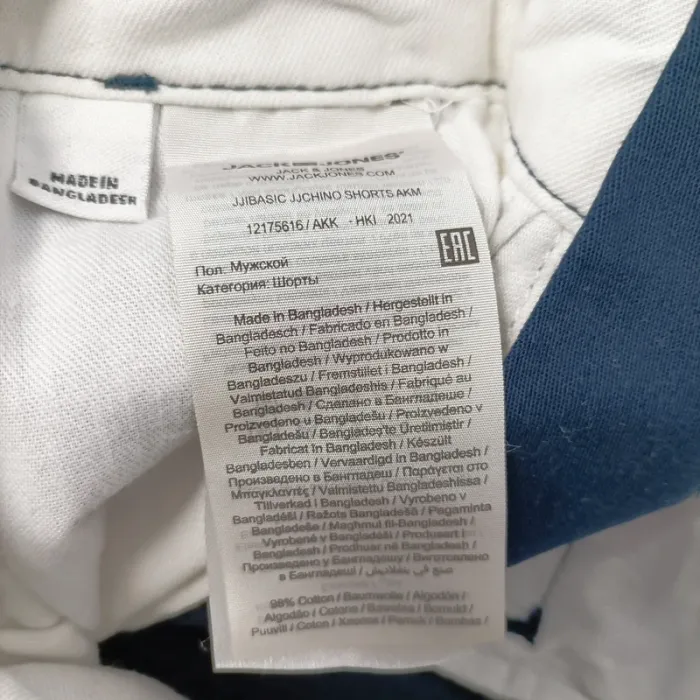 MADE IN
BANGLADESH
JACK & JONES
JACK & JONES
WWW.JACKJONES.COM
JJIBASIC JJCHINO SHORTS AKM
12175616 / AKK - HKI 2021
EAC
Пол: Мужской
Категория: Шорты
Made in Bangladesh / Hergestellt in
Bangladesch / Fabricado en Bangladesh /
Feito no Bangladesh / Prodotto in
Bangladesh / Wyprodukowano w
Bangladeszu / Fremstillet i Bangladesh /
Valmistatud Bangladeshis / Fabriqué au
Bangladesh / Сделано в Бангладеше /
Proizvedeno u Bangladešu / Proizvedeno v
Bangladešu / Bangladeş'te Üretilmiştir /
Fabricat în Bangladesh / Készült
Bangladesben / Vervaardigd in Bangladesh /
Произведено в Бангладеш / Παράγεται στο
Μπαγκλαντές / Valmistettu Bangladeshissa /
Tillverkad i Bangladesh / Vyrobeno v
Bangladéši / Ražots Bangladešā / Pagaminta
Bangladeše / Magħmul fil-Bangladesh /
Vyrobené v Bangladéši / Produsert i
Bangladesh / Prodhuar në Bangladesh /
Произведено у Бангладешу / Виготовлено
в Бангладеші / صنع في بنغلاديش
98% Cotton / Baumwolle / Algodón /
Algodão / Cotone / Bawełna / Bomuld /
Puuvill / Coton / Хлопок / Pamuk / Bombaž /